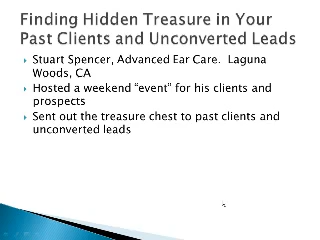 Finding Hidden Treasure in Your
Past Clients and Unconverted Leads
Stuart Spencer, Advanced Ear Care.  Laguna
Woods, CA
Hosted a weekend “event” for his clients and
prospects
Sent out the treasure chest to past clients and
unconverted leads